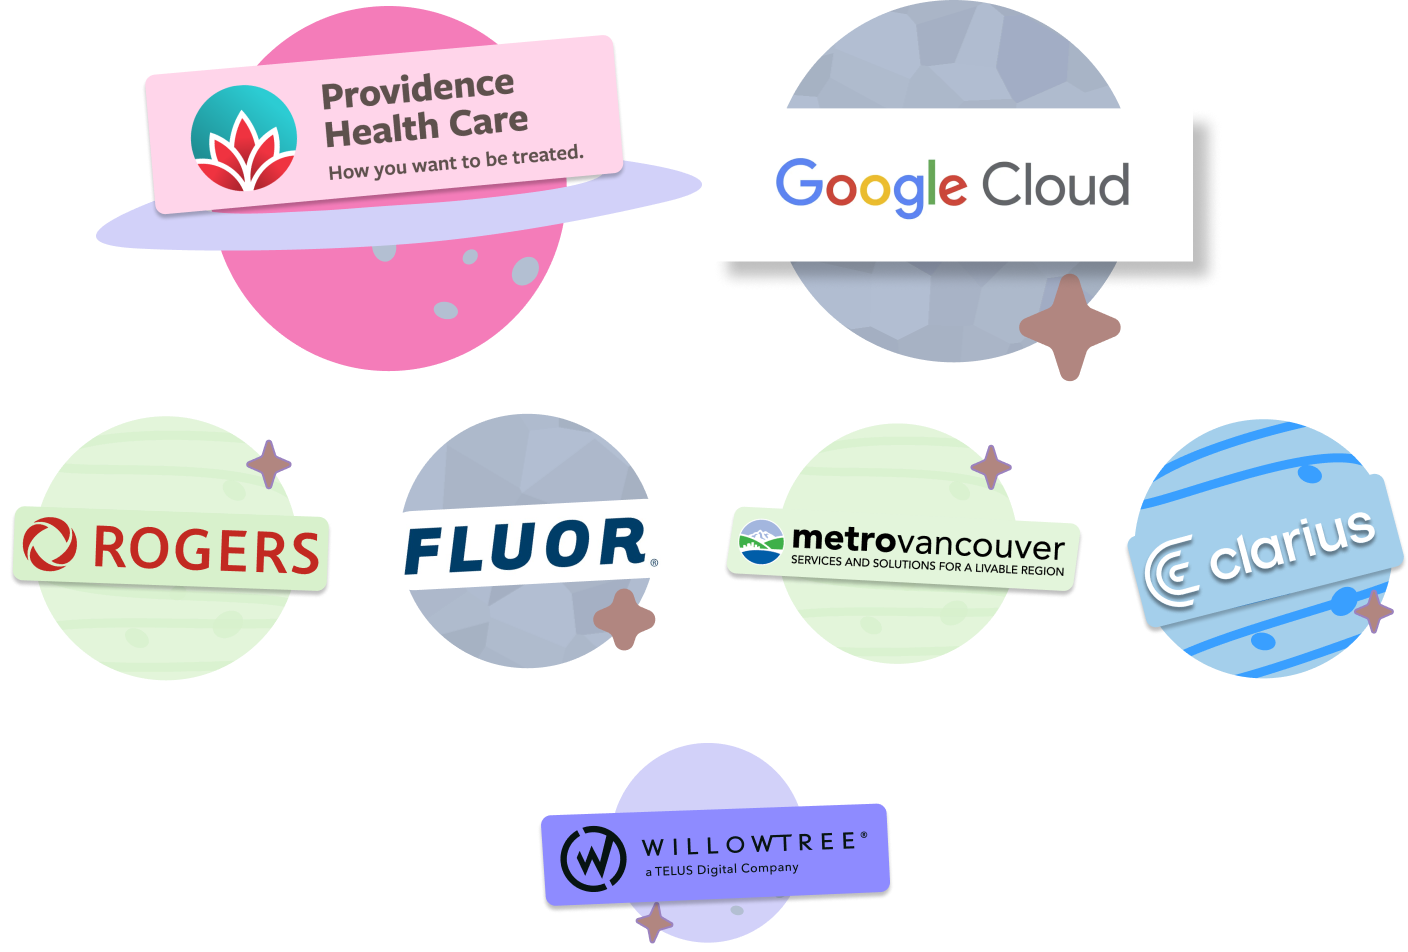 Providence
Health Care
How you want to be treated.
Google Cloud
ROGERS
FLUOR®
metrovancouver
SERVICES AND SOLUTIONS FOR A LIVABLE REGION
clarius
WILLOWTREE®
a TELUS Digital Company